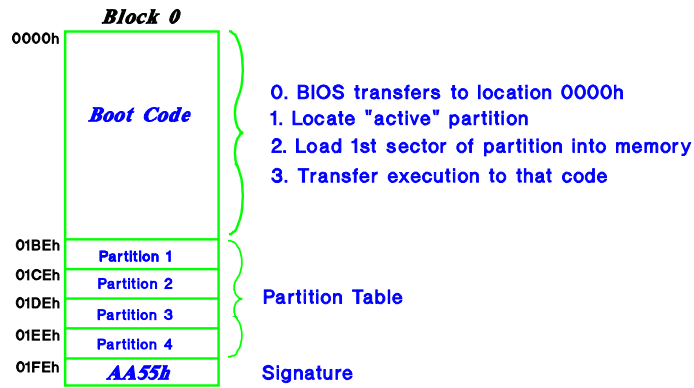 Block 0
0000h
Boot Code
0. BIOS transfers to location 0000h
1. Locate "active" partition
2. Load 1st sector of partition into memory
3. Transfer execution to that code
01BEh
Partition 1
01CEh
Partition 2
01DEh
Partition 3
01EEh
Partition 4
Partition Table
01FEh
AA55h
Signature